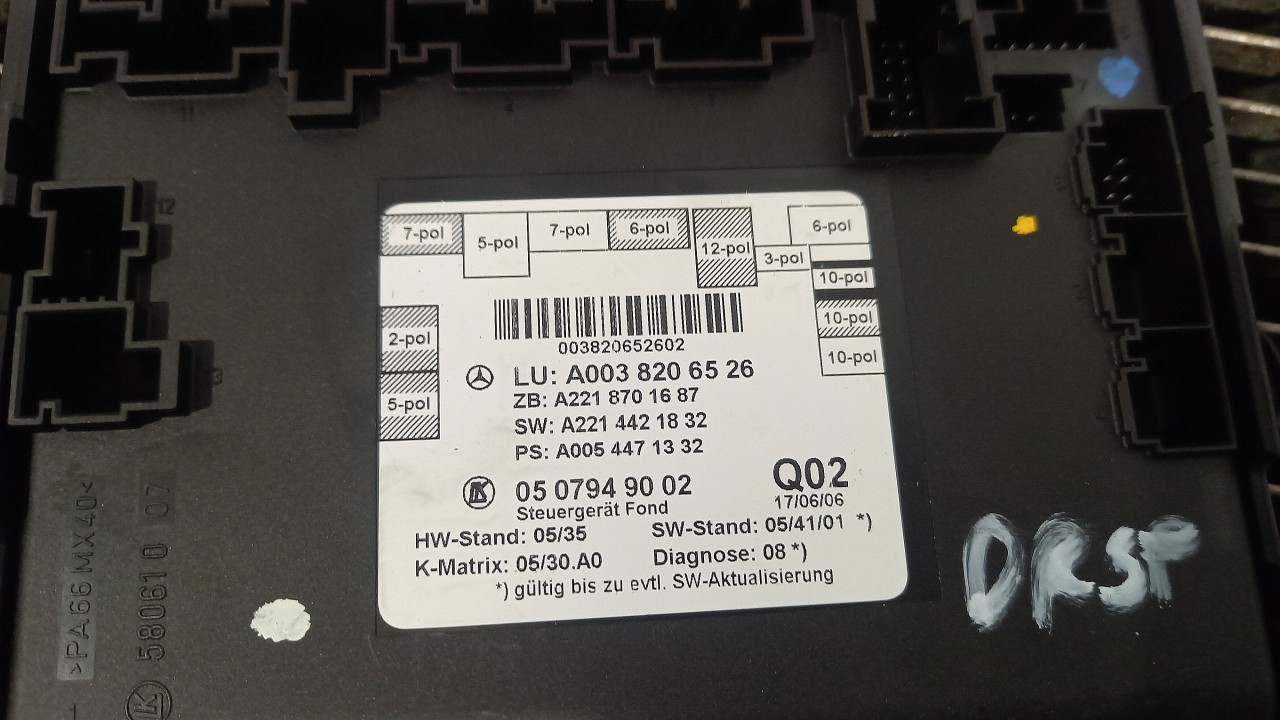 7-pol
5-pol
7-pol
6-pol
12-pol
3-pol
6-pol
10-pol
10-pol
10-pol
2-pol
5-pol
003820652602
LU: A003 820 65 26
ZB: A221 870 16 87
SW: A221 442 18 32
PS: A005 447 13 32
05 0794 90 02
Steuergerät Fond
Q02
17/06/06
HW-Stand: 05/35
SW-Stand: 05/41/01 *)
K-Matrix: 05/30.A0
Diagnose: 08 *)
*) gültig bis zu evtl. SW-Aktualisierung
12
>PA66 MX40<
580610 07
DRSP